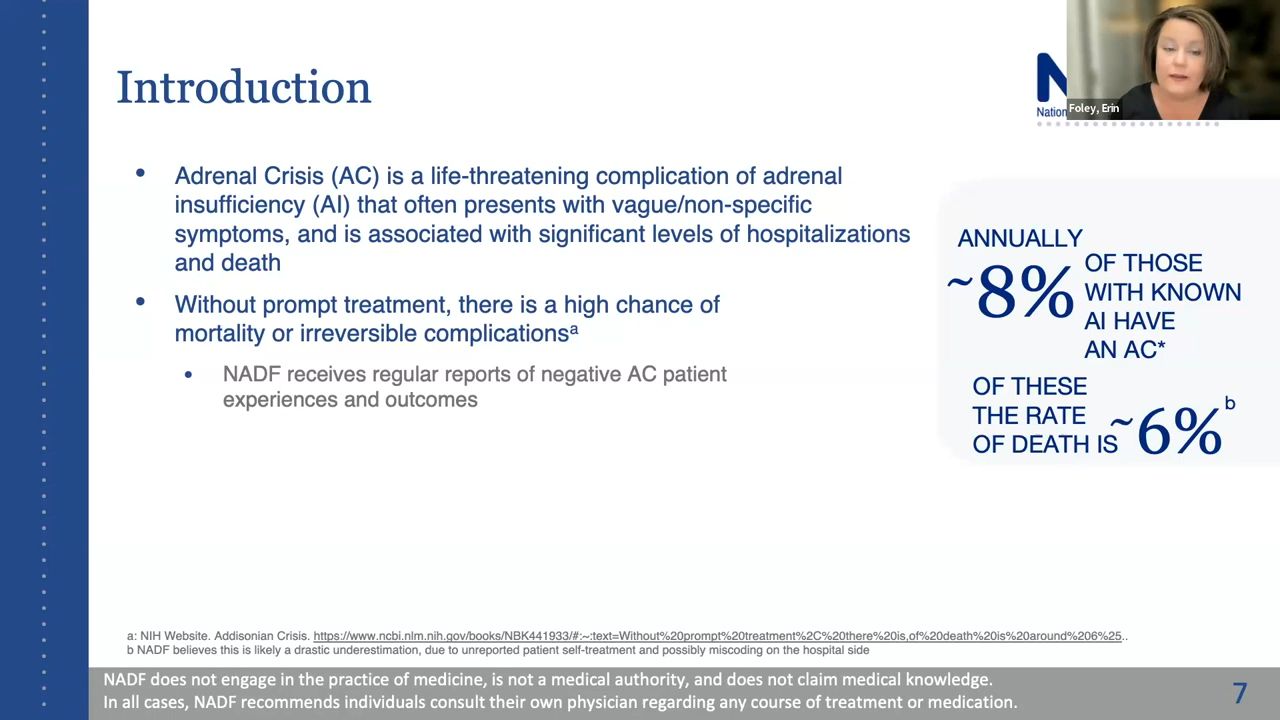 Introduction
N
Nation
Foley, Erin
• Adrenal Crisis (AC) is a life-threatening complication of adrenal
insufficiency (AI) that often presents with vague/non-specific
symptoms, and is associated with significant levels of hospitalizations
and death
• Without prompt treatment, there is a high chance of
mortality or irreversible complicationsª
• NADF receives regular reports of negative AC patient
experiences and outcomes
ANNUALLY
~8% OF THOSE
WITH KNOWN
AI HAVE
AN AC*
OF THESE
THE RATE
OF DEATH IS ~6% b
a: NIH Website. Addisonian Crisis. https://www.ncbi.nlm.nih.gov/books/NBK441933/#:~:text=Without%20prompt%20treatment%2C%20there%20is,of%20death%20is%20around%206%25..
b NADF believes this is likely a drastic underestimation, due to unreported patient self-treatment and possibly miscoding on the hospital side
NADF does not engage in the practice of medicine, is not a medical authority, and does not claim medical knowledge.
In all cases, NADF recommends individuals consult their own physician regarding any course of treatment or medication.
7